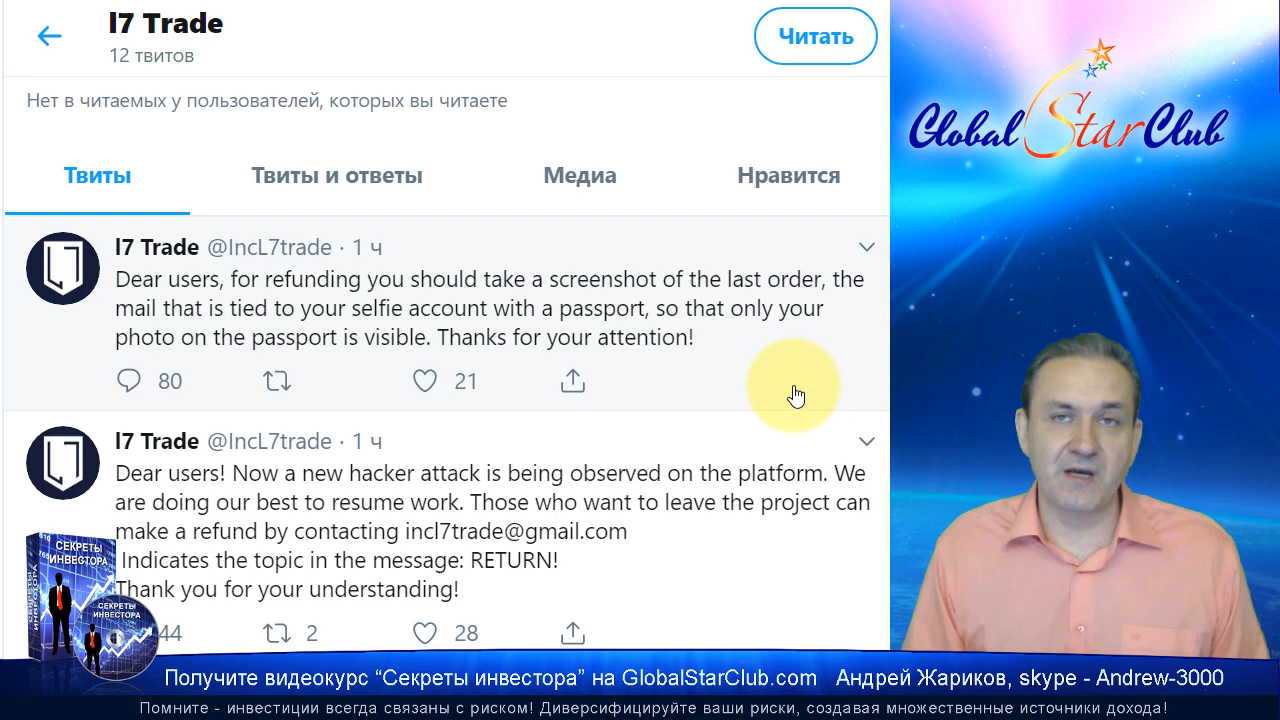 l7 Trade
12 твитов
Читать
Нет в читаемых у пользователей, которых вы читаете
Твиты
Твиты и ответы
Медиа
Нравится
l7 Trade @IncL7trade · 1 ч
Dear users, for refunding you should take a screenshot of the last order, the
mail that is tied to your selfie account with a passport, so that only your
photo on the passport is visible. Thanks for your attention!
80
21
l7 Trade @IncL7trade · 1 ч
Dear users! Now a new hacker attack is being observed on the platform. We
are doing our best to resume work. Those who want to leave the project can
make a refund by contacting incl7trade@gmail.com
Indicates the topic in the message: RETURN!
Thank you for your understanding!
44
2
28
Global Star Club
СЕКРЕТЫ
ИНВЕСТОРА
СЕКРЕТЫ
ИНВЕСТОРА
Получите видеокурс “Секреты инвестора” на GlobalStarClub.com Андрей Жариков, skype - Andrew-3000
Помните - инвестиции всегда связаны с риском! Диверсифицируйте ваши риски, создавая множественные источники дохода!